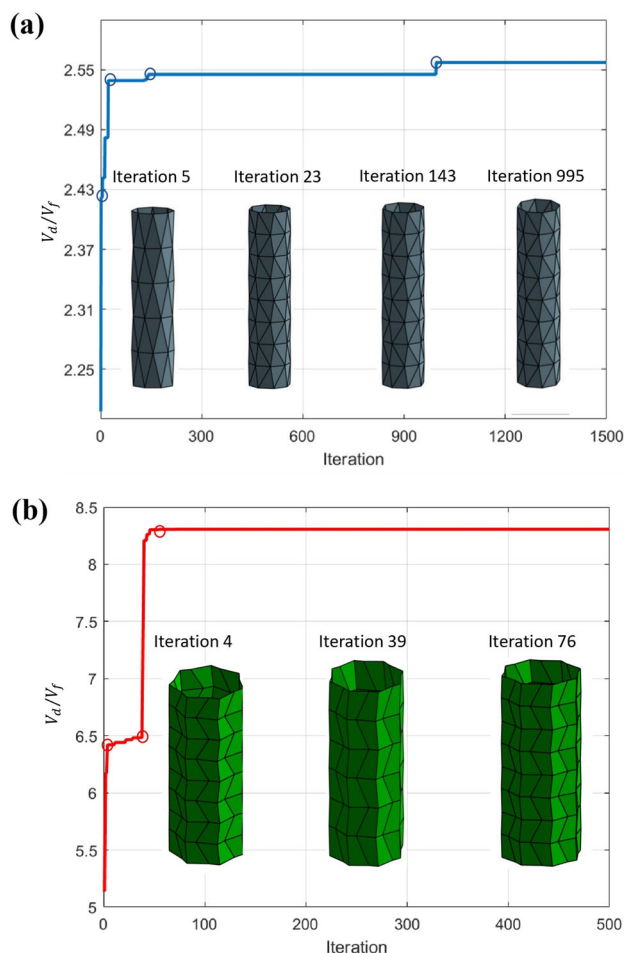 (a)
2.55
2.49
2.43
2.37
2.31
2.25
V_d/V_f
Iteration 5 Iteration 23 Iteration 143 Iteration 995
0 300 600 900 1200 1500
Iteration
(b)
8.5
8
7.5
7
6.5
6
5.5
5
V_d/V_f
Iteration 4 Iteration 39 Iteration 76
0 100 200 300 400 500
Iteration